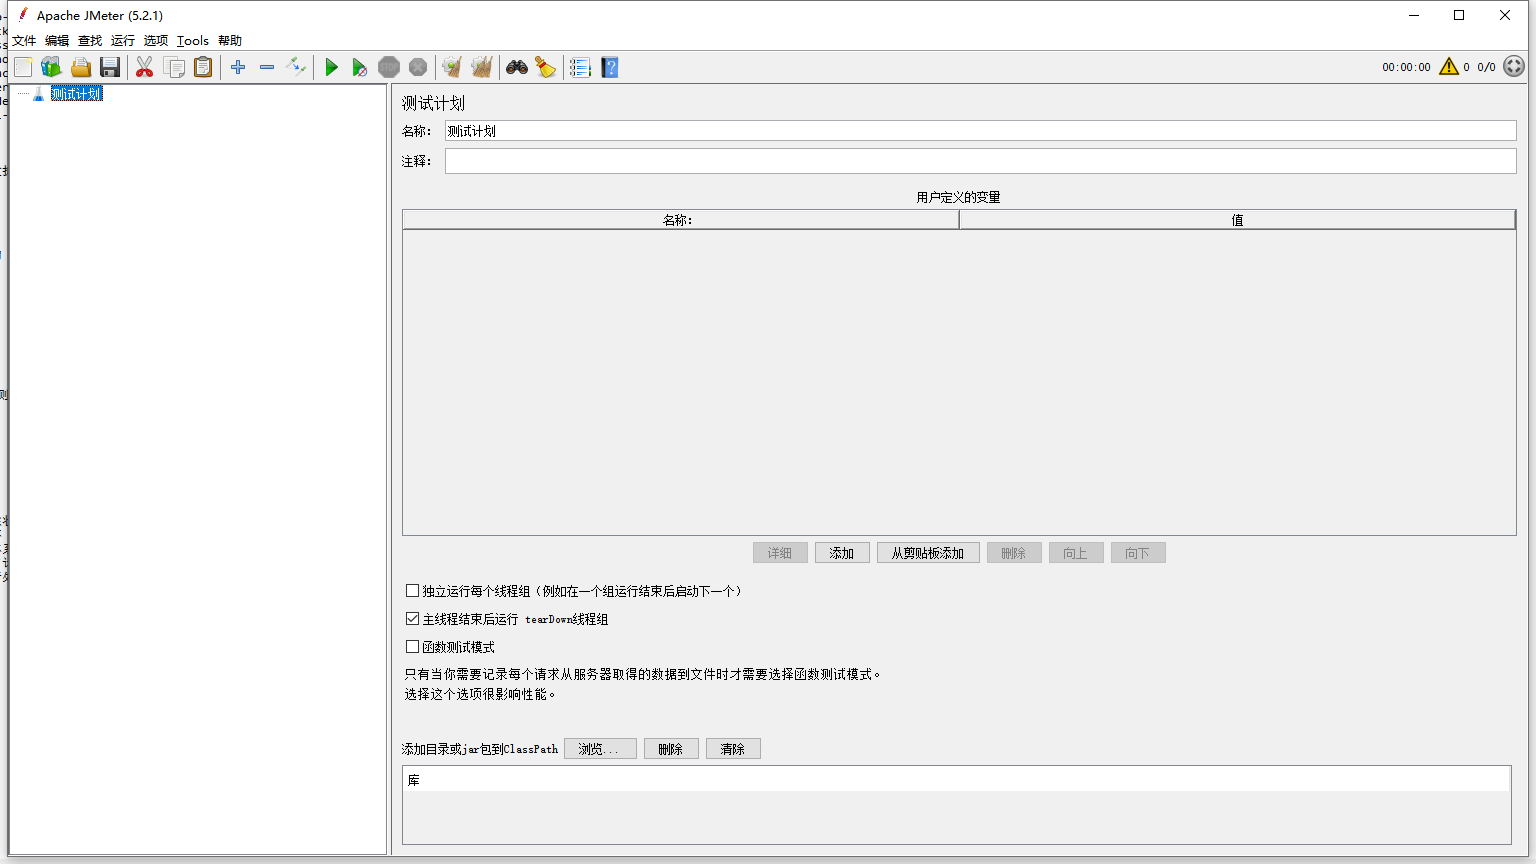 Apache JMeter (5.2.1)
文件 编辑 查找 运行 选项 Tools 帮助
STOP
00:00:00 0 0/0
测试计划
测试计划
名称： 测试计划
注释：
用户定义的变量
名称： 值
详细 添加 从剪贴板添加 删除 向上 向下
独立运行每个线程组（例如在一个组运行结束后启动下一个）
主线程结束后运行 tearDown线程组
函数测试模式
只有当你需要记录每个请求从服务器取得的数据到文件时才需要选择函数测试模式。
选择这个选项很影响性能。
添加目录或jar包到ClassPath 浏览... 删除 清除
库